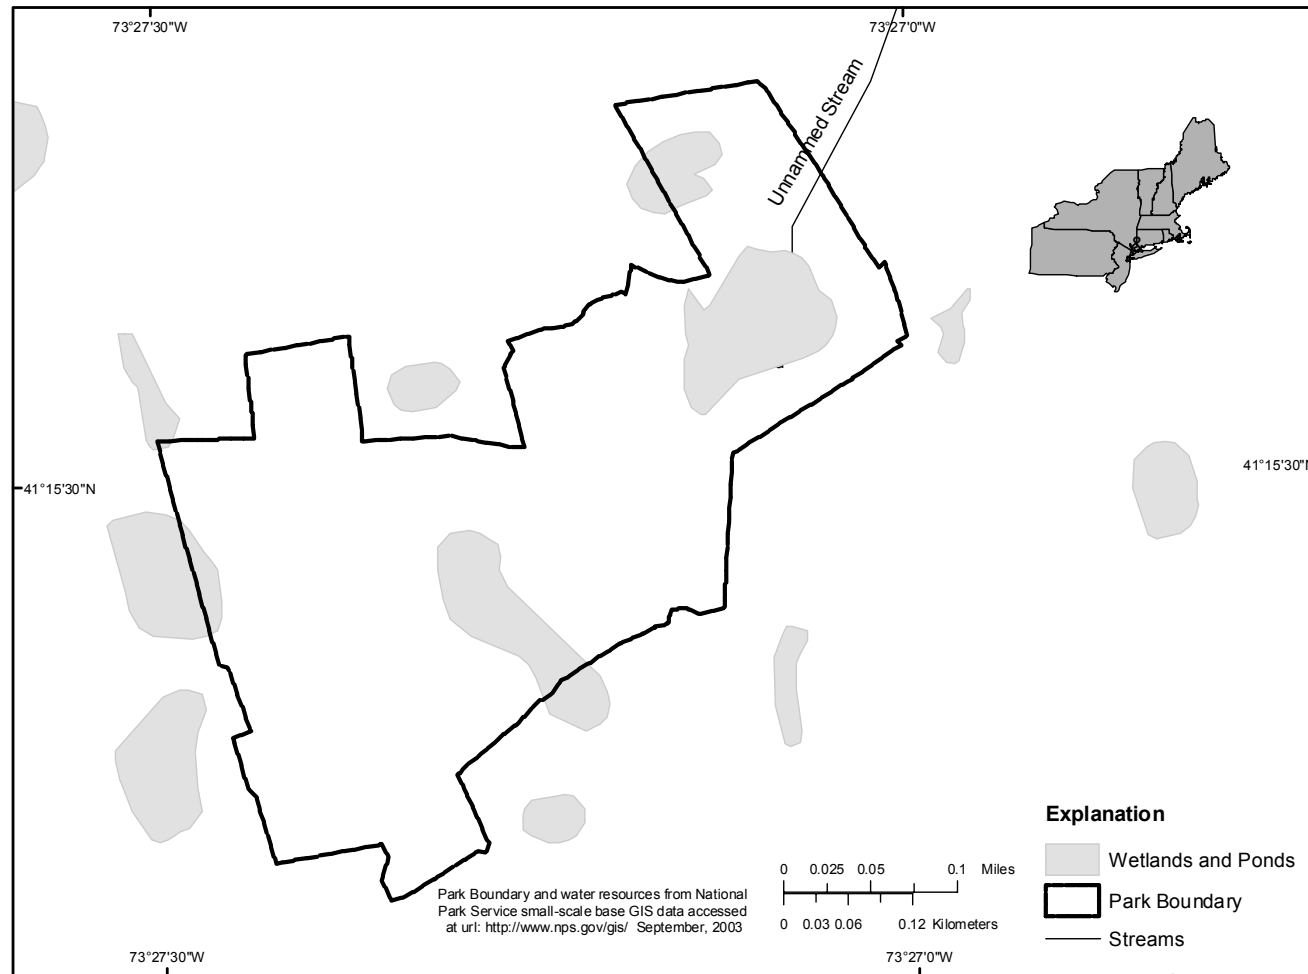 73°27'30"W
73°27'0"W
Unnammed Stream
41°15'30"N
41°15'30"N
Explanation
Wetlands and Ponds
Park Boundary
Streams
0 0.025 0.05 0.1 Miles
0 0.03 0.06 0.12 Kilometers
Park Boundary and water resources from National
Park Service small-scale base GIS data accessed
at url: http://www.nps.gov/gis/ September, 2003
73°27'30"W
73°27'0"W